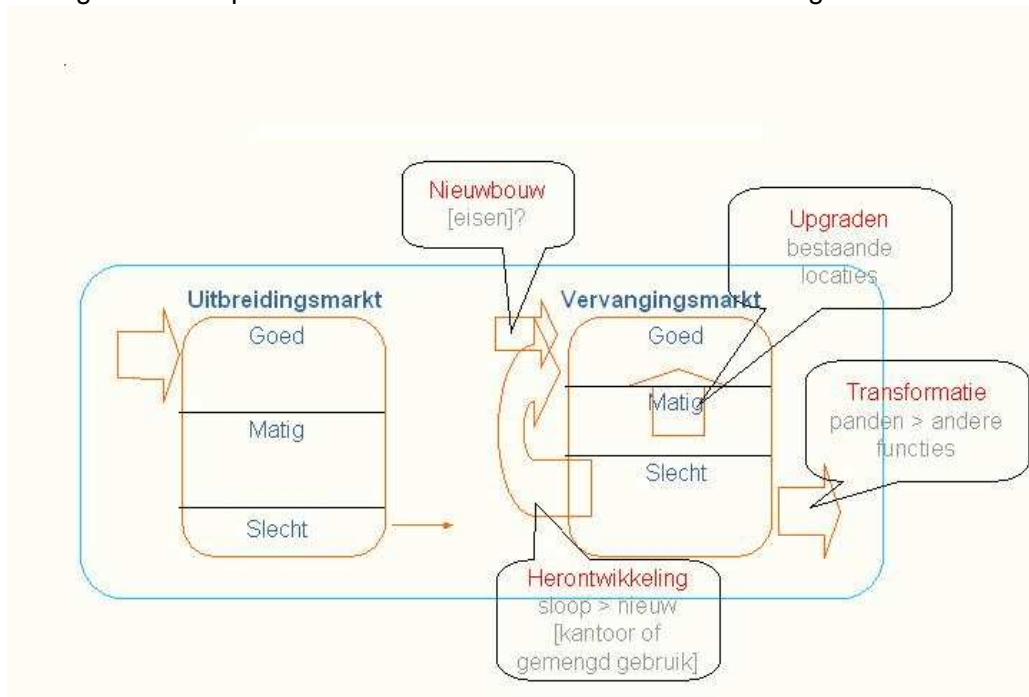 Nieuwbouw
[eisen]?
Upgraden
bestaande
locaties
Uitbreidingsmarkt
Goed
Matig
Slecht
Vervangingsmarkt
Goed
Matig
Slecht
Transformatie
panden > andere
functies
Herontwikkeling
sloop > nieuw
[kantoor of
gemengd gebruik]